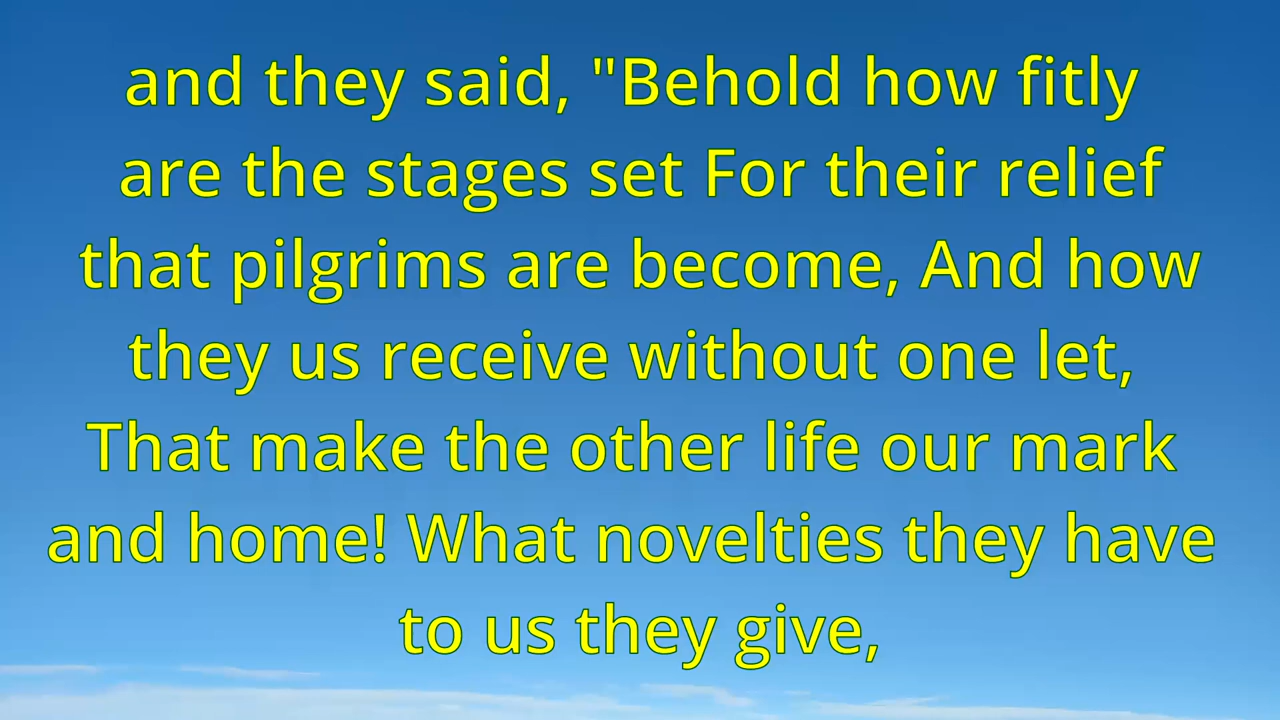 and they said, "Behold how fitly
are the stages set For their relief
that pilgrims are become, And how
they us receive without one let,
That make the other life our mark
and home! What novelties they have
to us they give,